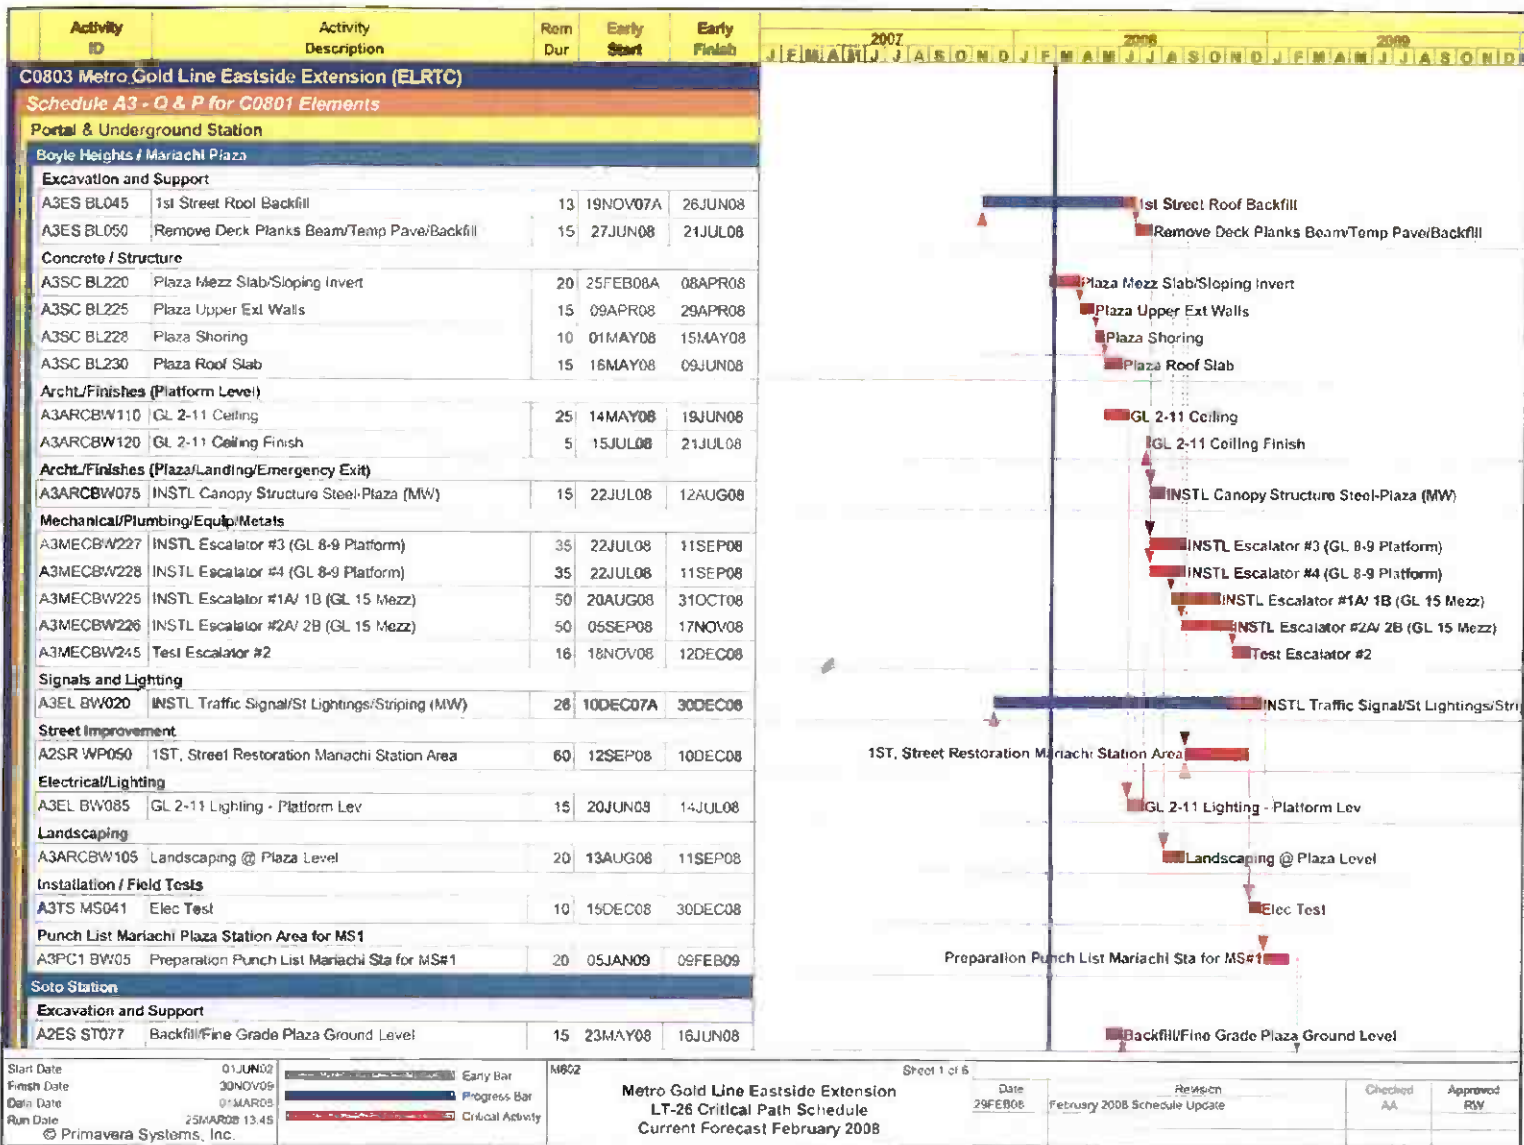 Activity ID Activity Description Rem Dur Early Start Early Finish 2007 2008 2009
J F M A M J J A S O N D J F M A M J J A S O N D J F M A M J J A S O N D
C0803 Metro Gold Line Eastside Extension (ELRTC)
Schedule A3 - Q & P for C0801 Elements
Portal & Underground Station
Boyle Heights / Mariachi Plaza
Excavation and Support
A3ES BL045 1st Street Roof Backfill 13 19NOV07A 26JUN08 1st Street Roof Backfill
A3ES BL050 Remove Deck Planks Beam/Temp Pave/Backfill 15 27JUN08 21JUL08 Remove Deck Planks Beam/Temp Pave/Backfill
Concrete / Structure
A3SC BL220 Plaza Mezz Slab/Sloping Invert 20 25FEB08A 08APR08 Plaza Mezz Slab/Sloping Invert
A3SC BL225 Plaza Upper Ext Walls 15 09APR08 29APR08 Plaza Upper Ext Walls
A3SC BL228 Plaza Shoring 10 01MAY08 15MAY08 Plaza Shoring
A3SC BL230 Plaza Roof Slab 15 16MAY08 09JUN08 Plaza Roof Slab
Archt./Finishes (Platform Level)
A3ARCBW110 GL 2-11 Ceiling 25 14MAY08 19JUN08 GL 2-11 Ceiling
A3ARCBW120 GL 2-11 Ceiling Finish 5 15JUL08 21JUL08 GL 2-11 Ceiling Finish
Archt./Finishes (Plaza/Landing/Emergency Exit)
A3ARCBW075 INSTL Canopy Structure Steel-Plaza (MW) 15 22JUL08 12AUG08 INSTL Canopy Structure Steel-Plaza (MW)
Mechanical/Plumbing/Equip/Metals
A3MECBW227 INSTL Escalator #3 (GL 8-9 Platform) 35 22JUL08 11SEP08 INSTL Escalator #3 (GL 8-9 Platform)
A3MECBW228 INSTL Escalator #4 (GL 8-9 Platform) 35 22JUL08 11SEP08 INSTL Escalator #4 (GL 8-9 Platform)
A3MECBW225 INSTL Escalator #1A/ 1B (GL 15 Mezz) 50 20AUG08 31OCT08 INSTL Escalator #1A/ 1B (GL 15 Mezz)
A3MECBW226 INSTL Escalator #2A/ 2B (GL 15 Mezz) 50 05SEP08 17NOV08 INSTL Escalator #2A/ 2B (GL 15 Mezz)
A3MECBW245 Test Escalator #2 16 18NOV08 12DEC08 Test Escalator #2
Signals and Lighting
A3EL BW020 INSTL Traffic Signal/St Lightings/Striping (MW) 26 10DEC07A 30DEC08 INSTL Traffic Signal/St Lightings/Stri
Street Improvement
A2SR WP050 1ST, Street Restoration Mariachi Station Area 60 12SEP08 10DEC08 1ST, Street Restoration Mariachi Station Area
Electrical/Lighting
A3EL BW085 GL 2-11 Lighting - Platform Lev 15 20JUN08 14JUL08 GL 2-11 Lighting - Platform Lev
Landscaping
A3ARCBW105 Landscaping @ Plaza Level 20 13AUG08 11SEP08 Landscaping @ Plaza Level
Installation / Field Tests
A3TS MS041 Elec Test 10 15DEC08 30DEC08 Elec Test
Punch List Mariachi Plaza Station Area for MS1
A3PC1 BW05 Preparation Punch List Mariachi Sta for MS#1 20 05JAN09 09FEB09 Preparation Punch List Mariachi Sta for MS#1
Soto Station
Excavation and Support
A2ES ST077 Backfill/Fine Grade Plaza Ground Level 15 23MAY08 16JUN08 Backfill/Fine Grade Plaza Ground Level
Start Date 01JUN02
Finish Date 30NOV09
Data Date 01MAR08
Run Date 25MAR08 13:45
© Primavera Systems, Inc.
Early Bar
Progress Bar
Critical Activity
M802
Sheet 1 of 6
Metro Gold Line Eastside Extension
LT-26 Critical Path Schedule
Current Forecast February 2008
Date Revision Checked Approved
29FEB08 February 2008 Schedule Update AA RW